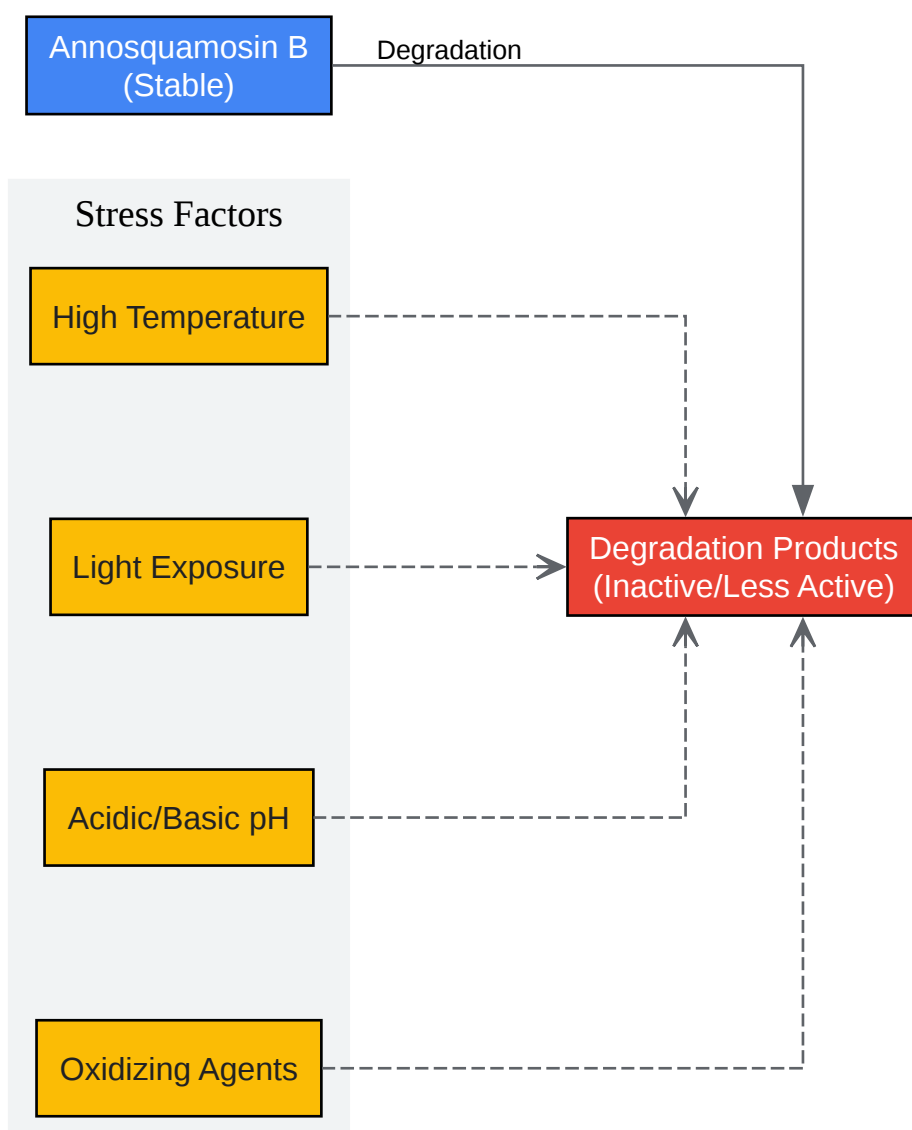 Annosquamosin B
(Stable)
Degradation
Stress Factors
High Temperature
Light Exposure
Degradation Products
(Inactive/Less Active)
Acidic/Basic pH
Oxidizing Agents